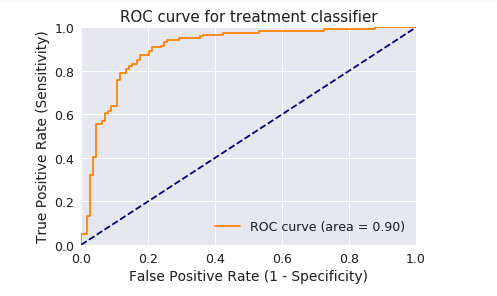 ROC curve for treatment classifier
True Positive Rate (Sensitivity)
1.0
0.8
0.6
0.4
0.2
0.0
ROC curve (area = 0.90)
0.0 0.2 0.4 0.6 0.8 1.0
False Positive Rate (1 - Specificity)